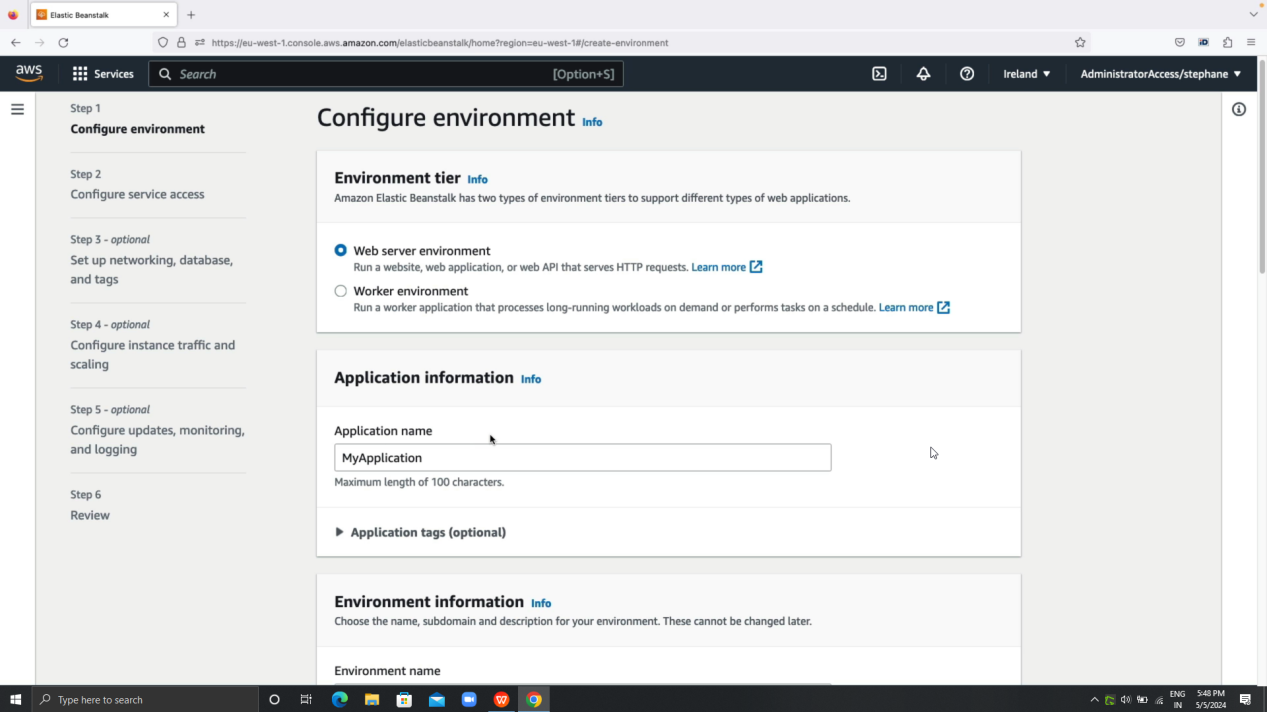 Elastic Beanstalk
https://eu-west-1.console.aws.amazon.com/elasticbeanstalk/home?region=eu-west-1#/create-environment
aws
Services
Search
[Option+S]
Ireland ▼
AdministratorAccess/stephane ▼
Step 1
Configure environment
Step 2
Configure service access
Step 3 - optional
Set up networking, database,
and tags
Step 4 - optional
Configure instance traffic and
scaling
Step 5 - optional
Configure updates, monitoring,
and logging
Step 6
Review
Configure environment Info
Environment tier Info
Amazon Elastic Beanstalk has two types of environment tiers to support different types of web applications.
Web server environment
Run a website, web application, or web API that serves HTTP requests. Learn more
Worker environment
Run a worker application that processes long-running workloads on demand or performs tasks on a schedule. Learn more
Application information Info
Application name
MyApplication
Maximum length of 100 characters.
Application tags (optional)
Environment information Info
Choose the name, subdomain and description for your environment. These cannot be changed later.
Environment name
Type here to search
ENG
IN
5:48 PM
5/5/2024